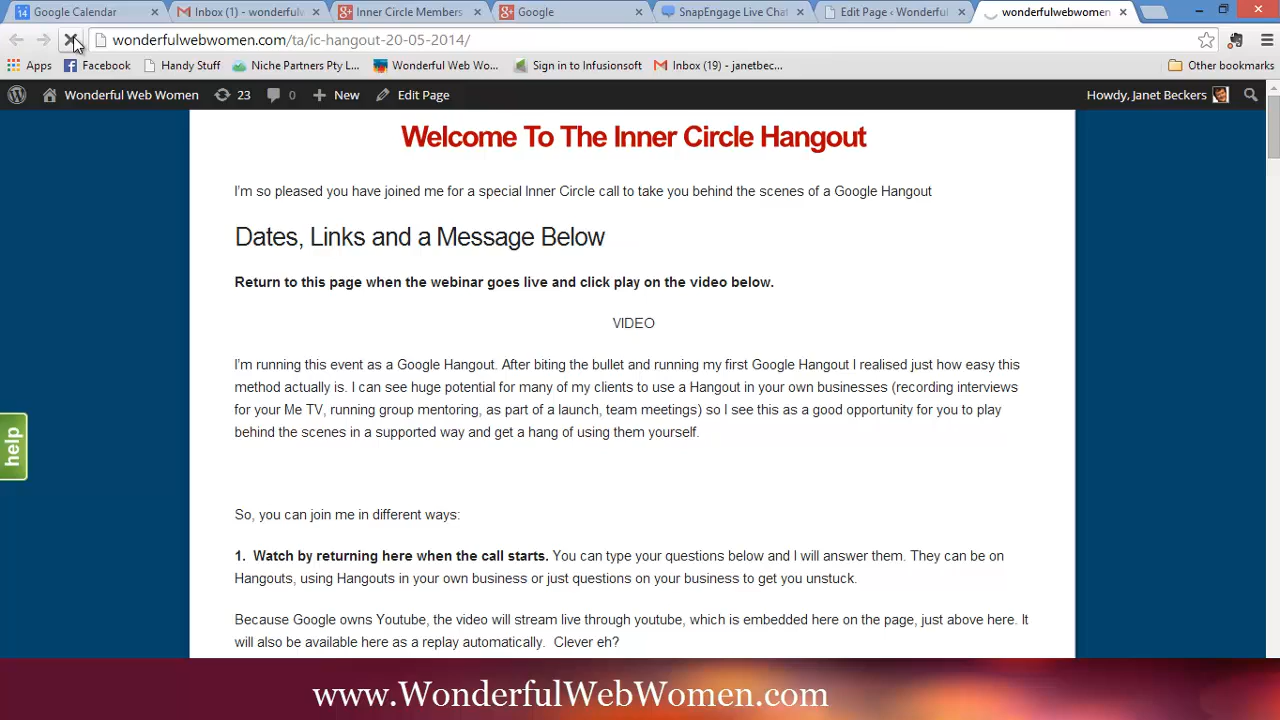 14 Google Calendar Inbox (1) - wonderfulw Inner Circle Members Google SnapEngage Live Chat Edit Page ‹ Wonderful wonderfulwebwomen
wonderfulwebwomen.com/ta/ic-hangout-20-05-2014/
Apps Facebook Handy Stuff Niche Partners Pty L... Wonderful Web Wo... Sign in to Infusionsoft Inbox (19) - janetbec... Other bookmarks
Wonderful Web Women 23 0 New Edit Page Howdy, Janet Beckers
Welcome To The Inner Circle Hangout
I'm so pleased you have joined me for a special Inner Circle call to take you behind the scenes of a Google Hangout
Dates, Links and a Message Below
Return to this page when the webinar goes live and click play on the video below.
VIDEO
I'm running this event as a Google Hangout. After biting the bullet and running my first Google Hangout I realised just how easy this
method actually is. I can see huge potential for many of my clients to use a Hangout in your own businesses (recording interviews
for your Me TV, running group mentoring, as part of a launch, team meetings) so I see this as a good opportunity for you to play
behind the scenes in a supported way and get a hang of using them yourself.
help
So, you can join me in different ways:
1. Watch by returning here when the call starts. You can type your questions below and I will answer them. They can be on
Hangouts, using Hangouts in your own business or just questions on your business to get you unstuck.
Because Google owns Youtube, the video will stream live through youtube, which is embedded here on the page, just above here. It
will also be available here as a replay automatically. Clever eh?
www.WonderfulWebWomen.com